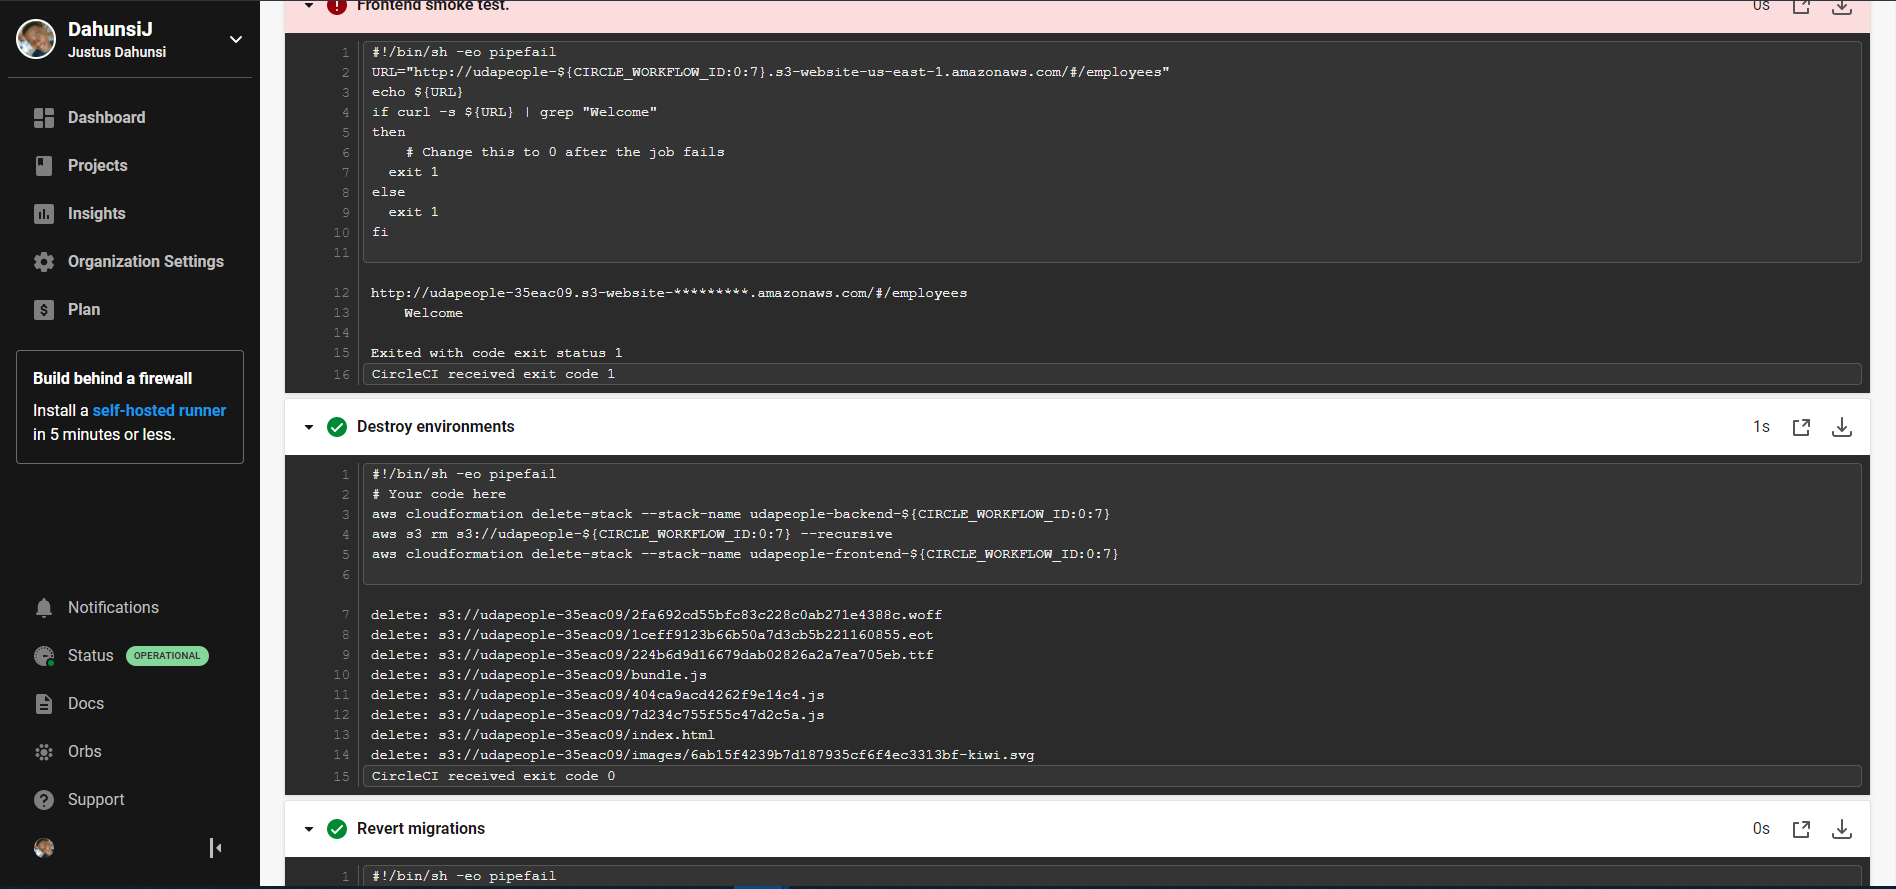 DahunsiJ
Justus Dahunsi
Dashboard
Projects
Insights
Organization Settings
Plan
Build behind a firewall
Install a self-hosted runner
in 5 minutes or less.
Notifications
Status OPERATIONAL
Docs
Orbs
Support
Frontend smoke test. 0s
1 #!/bin/sh -eo pipefail
2 URL="http://udapeople-${CIRCLE_WORKFLOW_ID:0:7}.s3-website-us-east-1.amazonaws.com/#/employees"
3 echo ${URL}
4 if curl -s ${URL} | grep "Welcome"
5 then
6     # Change this to 0 after the job fails
7   exit 1
8 else
9   exit 1
10 fi
11
12 http://udapeople-35eac09.s3-website-*********.amazonaws.com/#/employees
13     Welcome
14
15 Exited with code exit status 1
16 CircleCI received exit code 1
Destroy environments 1s
1 #!/bin/sh -eo pipefail
2 # Your code here
3 aws cloudformation delete-stack --stack-name udapeople-backend-${CIRCLE_WORKFLOW_ID:0:7}
4 aws s3 rm s3://udapeople-${CIRCLE_WORKFLOW_ID:0:7} --recursive
5 aws cloudformation delete-stack --stack-name udapeople-frontend-${CIRCLE_WORKFLOW_ID:0:7}
6
7 delete: s3://udapeople-35eac09/2fa692cd55bfc83c228c0ab271e4388c.woff
8 delete: s3://udapeople-35eac09/1ceff9123b66b50a7d3cb5b221160855.eot
9 delete: s3://udapeople-35eac09/224b6d9d16679dab02826a2a7ea705eb.ttf
10 delete: s3://udapeople-35eac09/bundle.js
11 delete: s3://udapeople-35eac09/404ca9acd4262f9e14c4.js
12 delete: s3://udapeople-35eac09/7d234c755f55c47d2c5a.js
13 delete: s3://udapeople-35eac09/index.html
14 delete: s3://udapeople-35eac09/images/6ab15f4239b7d187935cf6f4ec3313bf-kiwi.svg
15 CircleCI received exit code 0
Revert migrations 0s
1 #!/bin/sh -eo pipefail